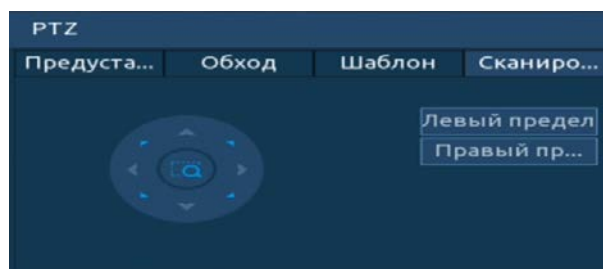 PTZ
Предуста... Обход Шаблон Сканиро...
Левый предел
Правый пр...